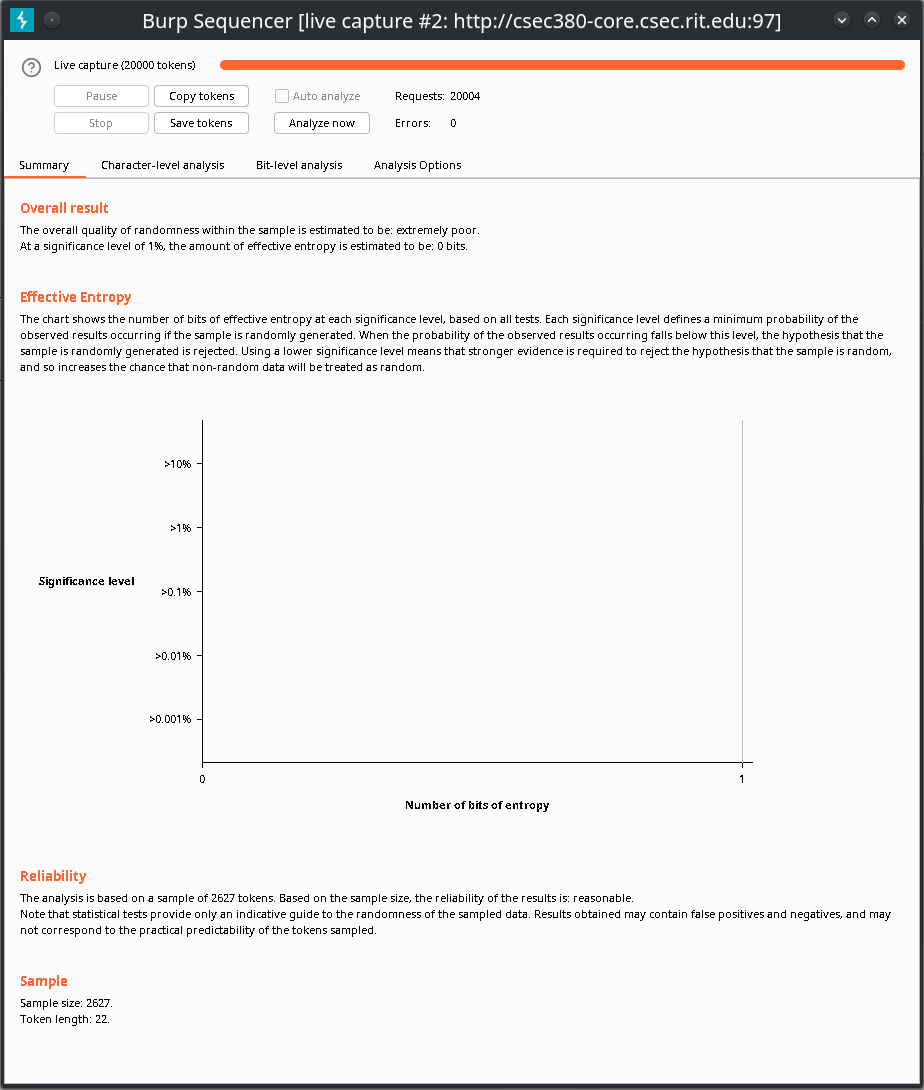 Burp Sequencer [live capture #2: http://csec380-core.csec.rit.edu:97]
Live capture (20000 tokens)
Pause Copy tokens Auto analyze Requests: 20004
Stop Save tokens Analyze now Errors: 0
Summary Character-level analysis Bit-level analysis Analysis Options
Overall result
The overall quality of randomness within the sample is estimated to be: extremely poor.
At a significance level of 1%, the amount of effective entropy is estimated to be: 0 bits.
Effective Entropy
The chart shows the number of bits of effective entropy at each significance level, based on all tests. Each significance level defines a minimum probability of the
observed results occurring if the sample is randomly generated. When the probability of the observed results occurring falls below this level, the hypothesis that the
sample is randomly generated is rejected. Using a lower significance level means that stronger evidence is required to reject the hypothesis that the sample is random,
and so increases the chance that non-random data will be treated as random.
>10%
>1%
Significance level
>0.1%
>0.01%
>0.001%
0 1
Number of bits of entropy
Reliability
The analysis is based on a sample of 2627 tokens. Based on the sample size, the reliability of the results is: reasonable.
Note that statistical tests provide only an indicative guide to the randomness of the sampled data. Results obtained may contain false positives and negatives, and may
not correspond to the practical predictability of the tokens sampled.
Sample
Sample size: 2627.
Token length: 22.